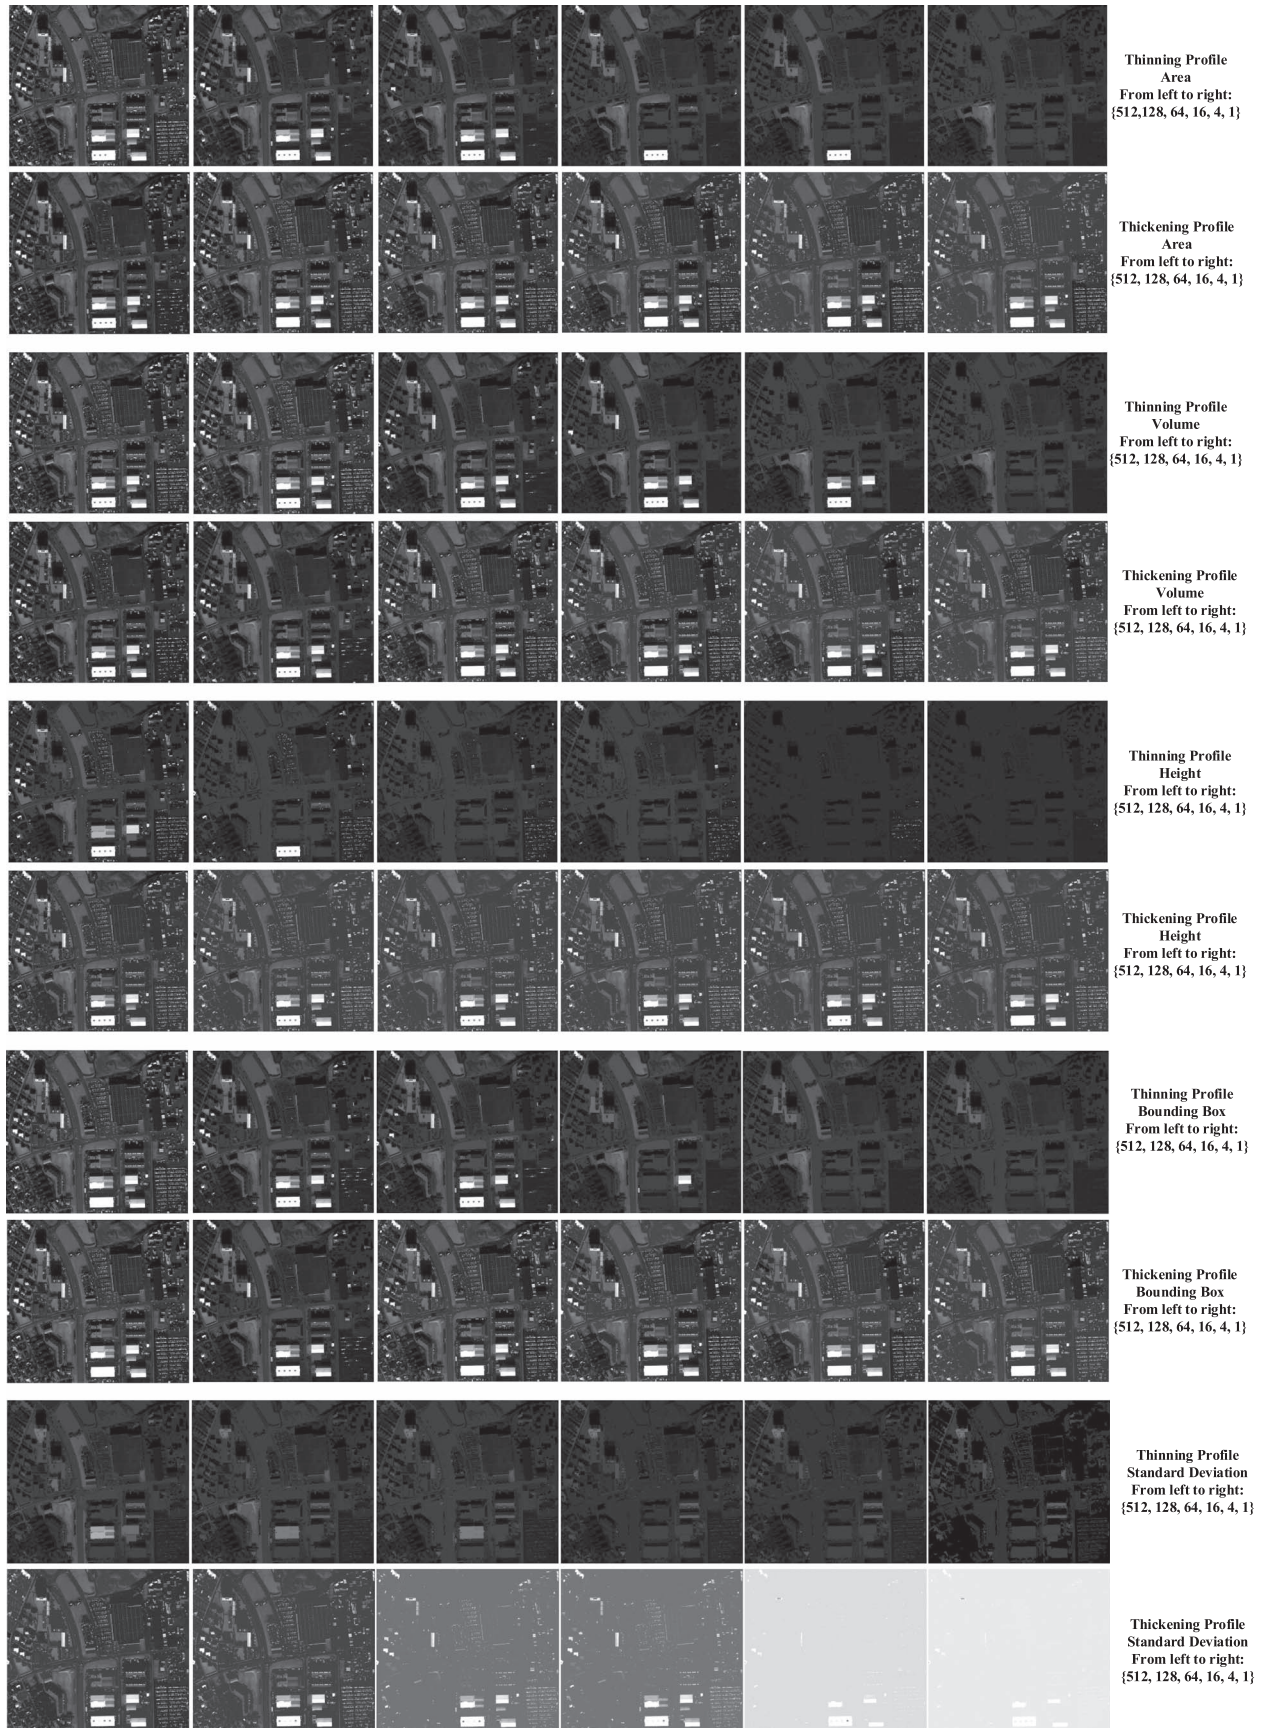 Thinning Profile
Area
From left to right:
{512,128, 64, 16, 4, 1}
Thickening Profile
Area
From left to right:
{512, 128, 64, 16, 4, 1}
Thinning Profile
Volume
From left to right:
{512, 128, 64, 16, 4, 1}
Thickening Profile
Volume
From left to right:
{512, 128, 64, 16, 4, 1}
Thinning Profile
Height
From left to right:
{512, 128, 64, 16, 4, 1}
Thickening Profile
Height
From left to right:
{512, 128, 64, 16, 4, 1}
Thinning Profile
Bounding Box
From left to right:
{512, 128, 64, 16, 4, 1}
Thickening Profile
Bounding Box
From left to right:
{512, 128, 64, 16, 4, 1}
Thinning Profile
Standard Deviation
From left to right:
{512, 128, 64, 16, 4, 1}
Thickening Profile
Standard Deviation
From left to right:
{512, 128, 64, 16, 4, 1}